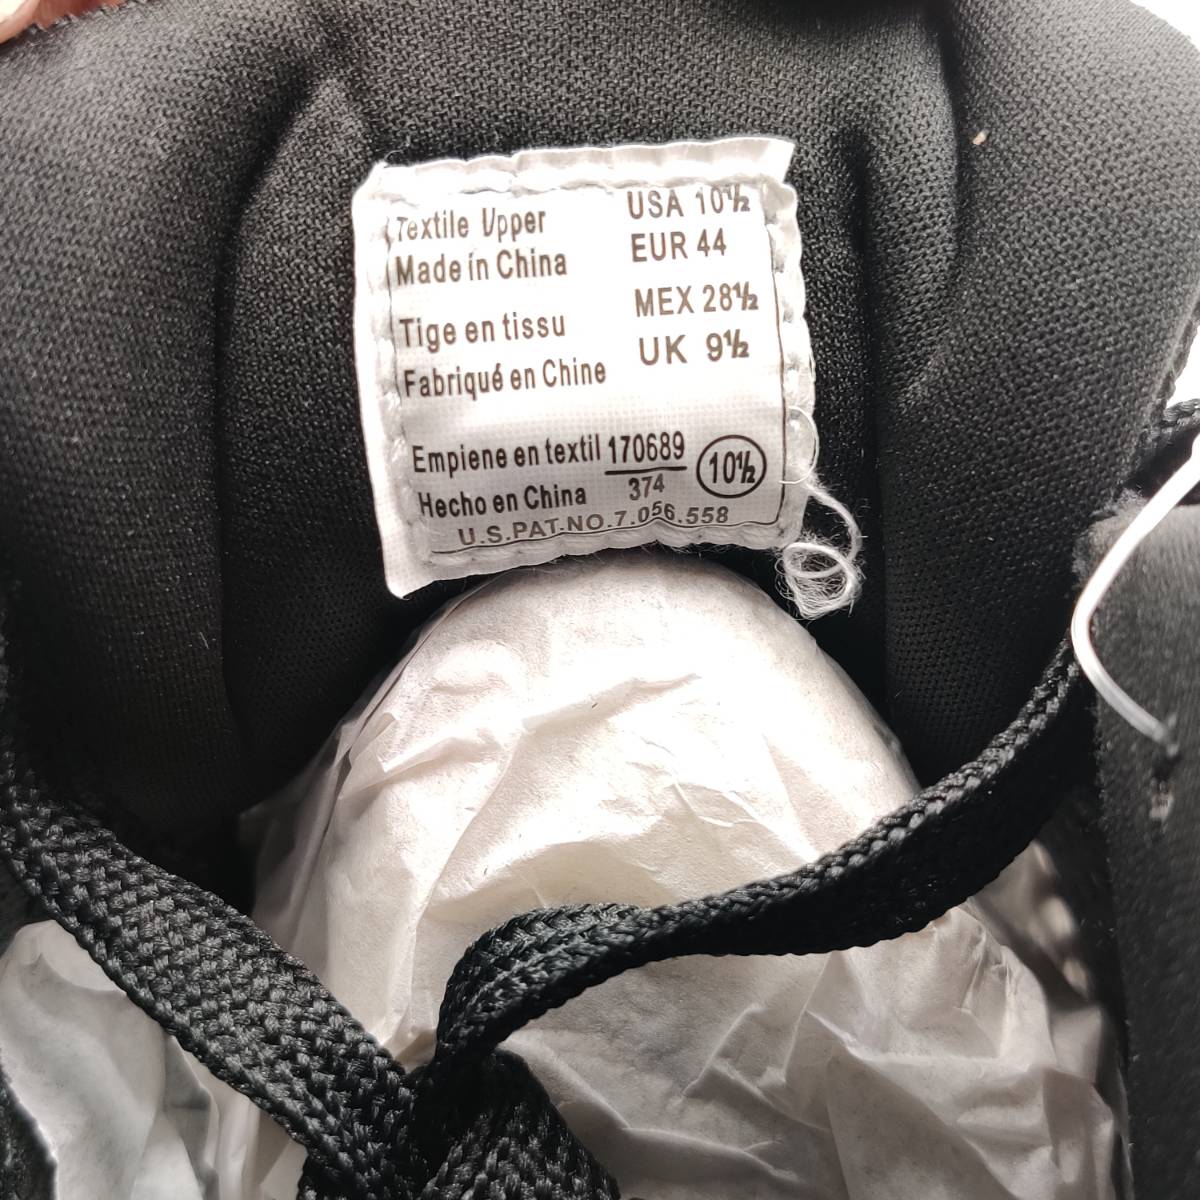 Textile Upper
Made in China
Tige en tissu
Fabriqué en Chine
USA 10½
EUR 44
MEX 28½
UK 9½
Empiene en textil 170689
Hecho en China 374
10½
U.S.PAT-NO.7.056.558